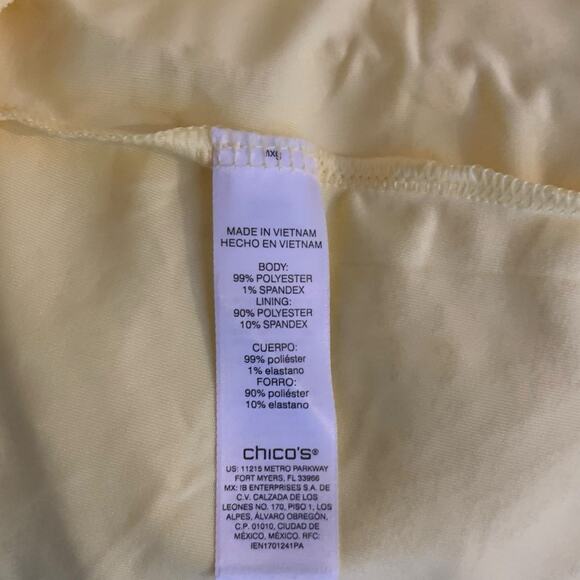 MADE IN VIETNAM
HECHO EN VIETNAM
BODY:
99% POLYESTER
1% SPANDEX
LINING:
90% POLYESTER
10% SPANDEX
CUERPO:
99% poliéster
1% elastano
FORRO:
90% poliéster
10% elastano
chico's®
US: 11215 METRO PARKWAY
FORT MYERS, FL 33966
MX: IB ENTERPRISES S.A. DE
C.V. CALZADA DE LOS
LEONES NO. 170, PISO 1, LOS
ALPES, ÁLVARO OBREGÓN,
C.P. 01010, CIUDAD DE
MÉXICO, MÉXICO. RFC:
IEN1701241PA